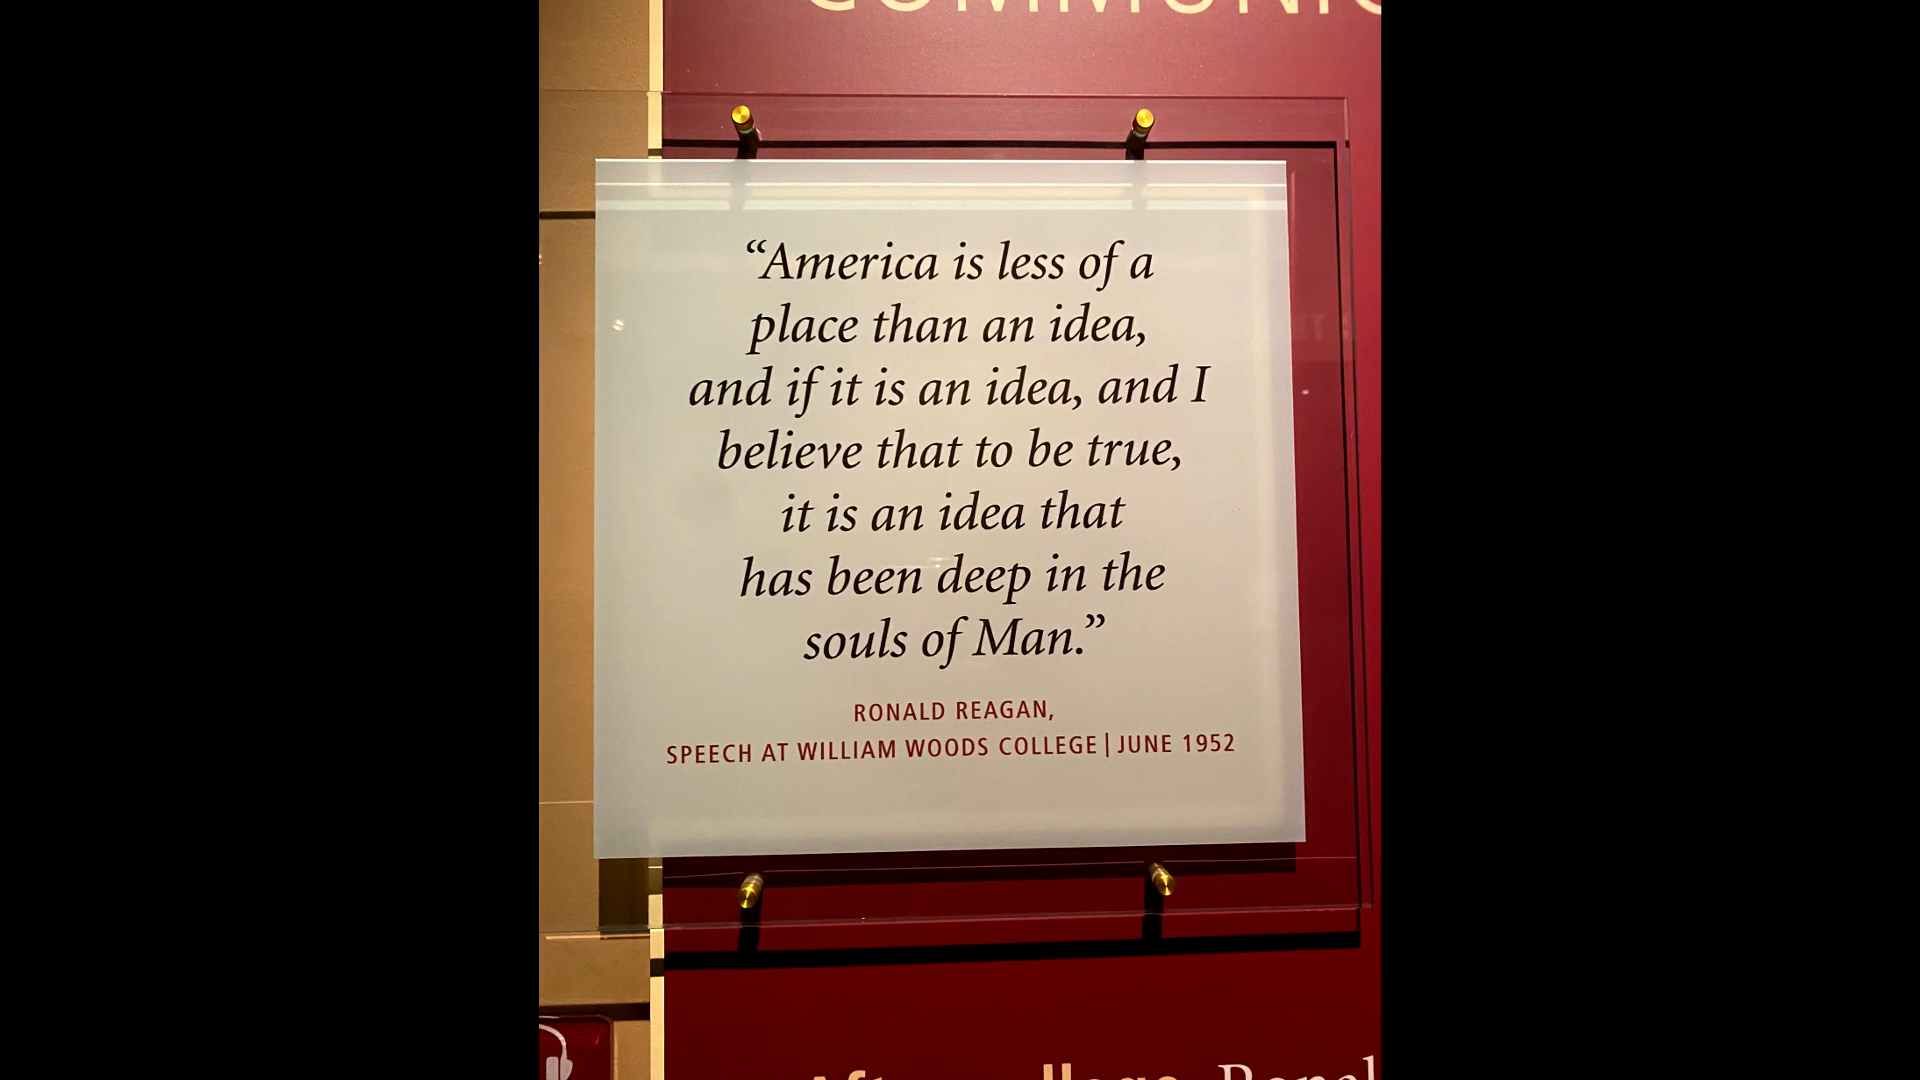 “America is less of a
place than an idea,
and if it is an idea, and I
believe that to be true,
it is an idea that
has been deep in the
souls of Man.”
RONALD REAGAN,
SPEECH AT WILLIAM WOODS COLLEGE | JUNE 1952